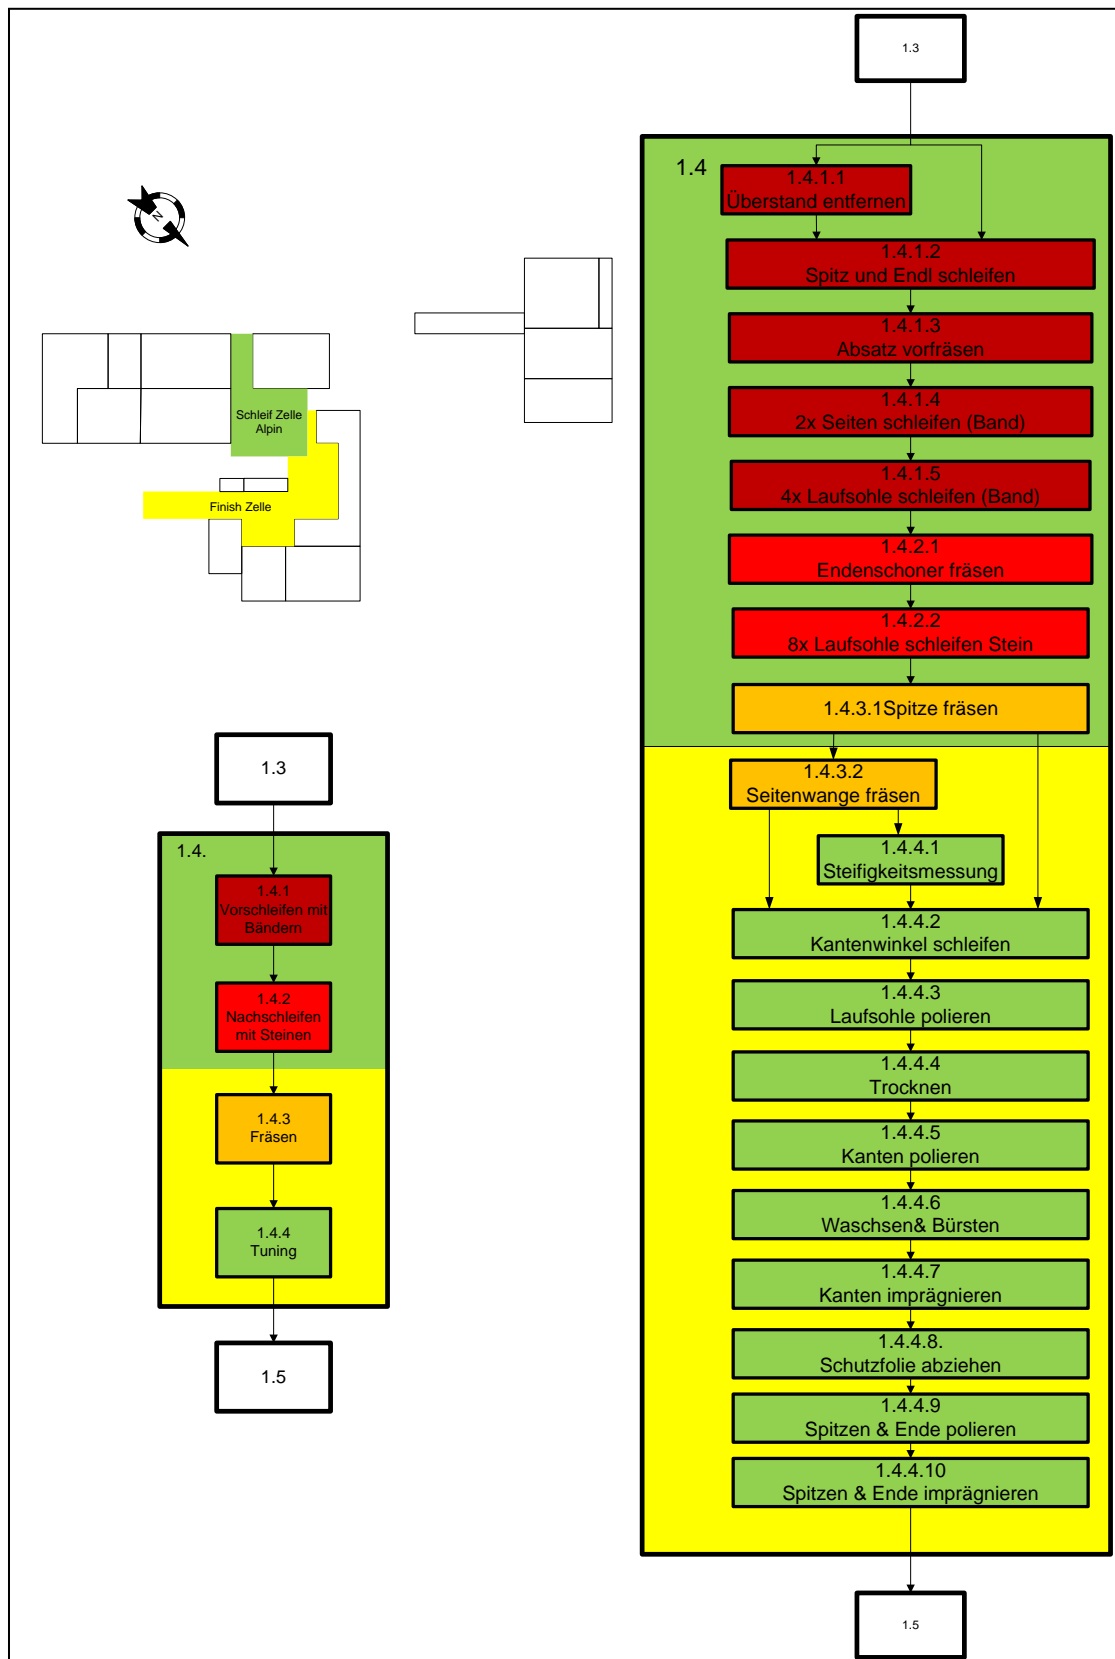 N
Schleif Zelle
Alpin
Finish Zelle
1.3
1.4.
1.4.1
Vorschleifen mit
Bändern
1.4.2
Nachschleifen
mit Steinen
1.4.3
Fräsen
1.4.4
Tuning
1.5
1.3
1.4
1.4.1.1
Überstand entfernen
1.4.1.2
Spitz und Endl schleifen
1.4.1.3
Absatz vorfräsen
1.4.1.4
2x Seiten schleifen (Band)
1.4.1.5
4x Laufsohle schleifen (Band)
1.4.2.1
Endenschoner fräsen
1.4.2.2
8x Laufsohle schleifen Stein
1.4.3.1Spitze fräsen
1.4.3.2
Seitenwange fräsen
1.4.4.1
Steifigkeitsmessung
1.4.4.2
Kantenwinkel schleifen
1.4.4.3
Laufsohle polieren
1.4.4.4
Trocknen
1.4.4.5
Kanten polieren
1.4.4.6
Waschsen& Bürsten
1.4.4.7
Kanten imprägnieren
1.4.4.8.
Schutzfolie abziehen
1.4.4.9
Spitzen & Ende polieren
1.4.4.10
Spitzen & Ende imprägnieren
1.5